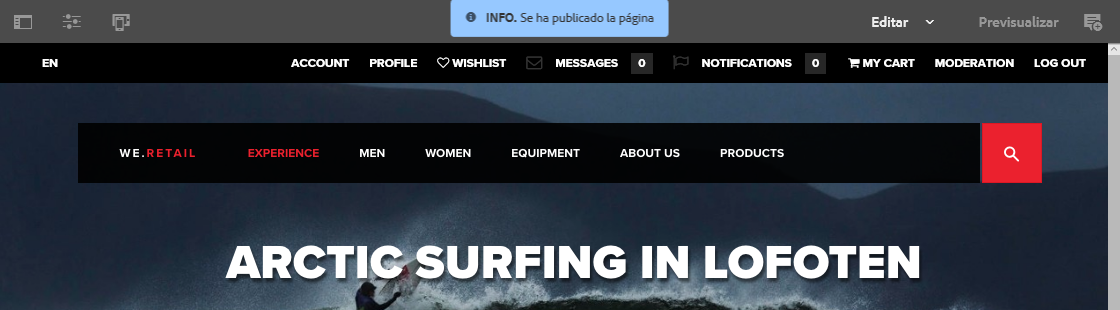 INFO. Se ha publicado la página
Editar
Previsualizar
EN
ACCOUNT PROFILE WISHLIST MESSAGES 0 NOTIFICATIONS 0 MY CART MODERATION LOG OUT
WE.RETAIL EXPERIENCE MEN WOMEN EQUIPMENT ABOUT US PRODUCTS
ARCTIC SURFING IN LOFOTEN